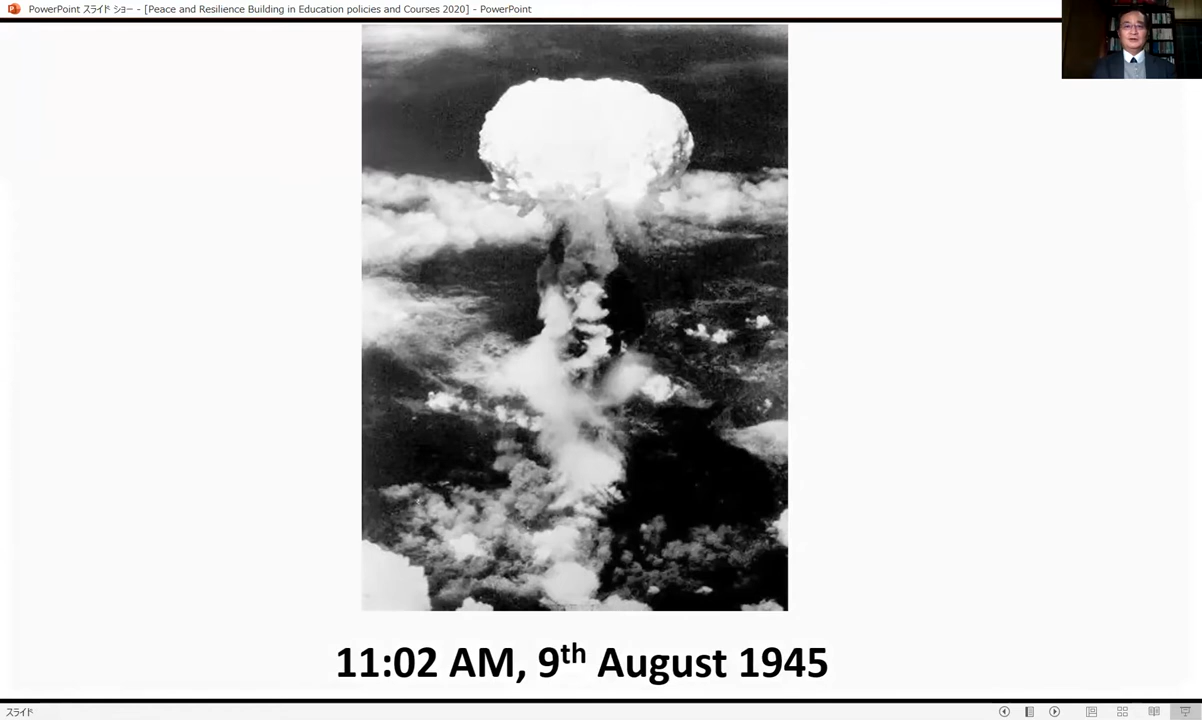 PowerPoint スライド ショー - [Peace and Resilience Building in Education policies and Courses 2020] - PowerPoint
11:02 AM, 9th August 1945
スライド